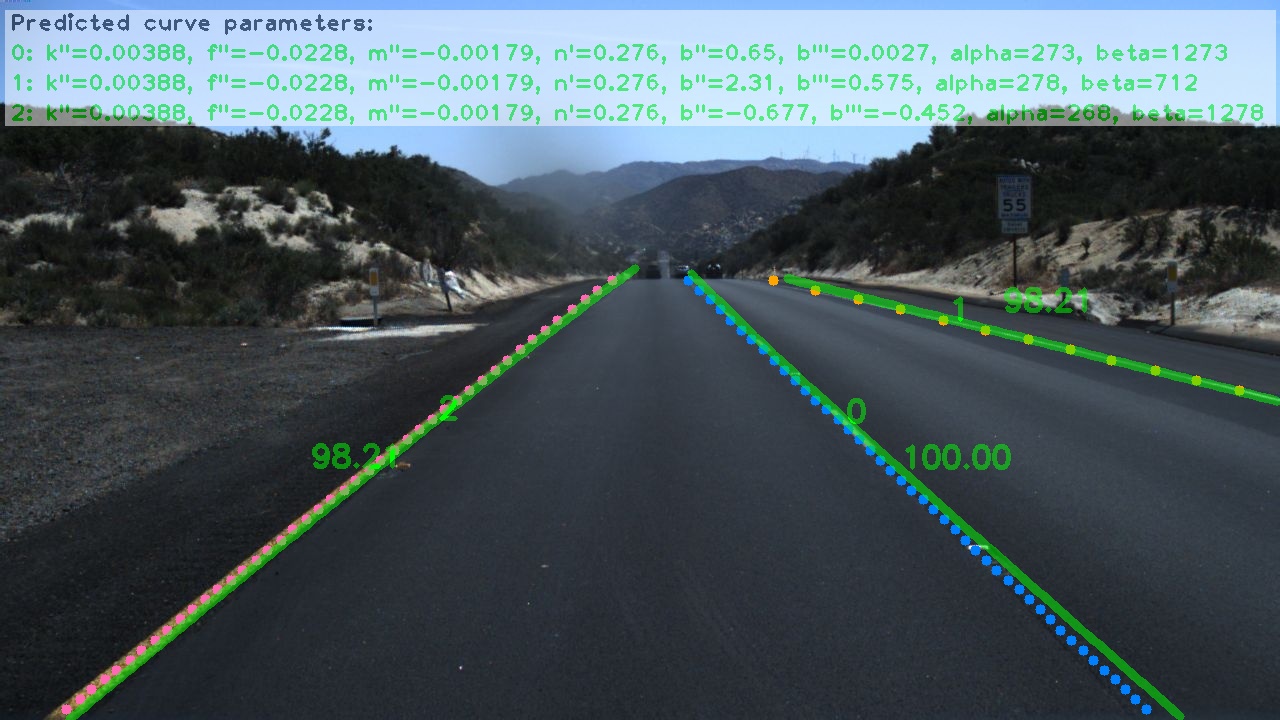 Predicted curve parameters:
0: k''=0.00388, f''=-0.0228, m''=-0.00179, n'=0.276, b''=0.65, b'''=0.0027, alpha=273, beta=1273
1: k''=0.00388, f''=-0.0228, m''=-0.00179, n'=0.276, b''=2.31, b'''=0.575, alpha=278, beta=712
2: k''=0.00388, f''=-0.0228, m''=-0.00179, n'=0.276, b''=-0.677, b'''=-0.452, alpha=268, beta=1278
TRAILERS
55
1 98.21
2
0
98.21
100.00